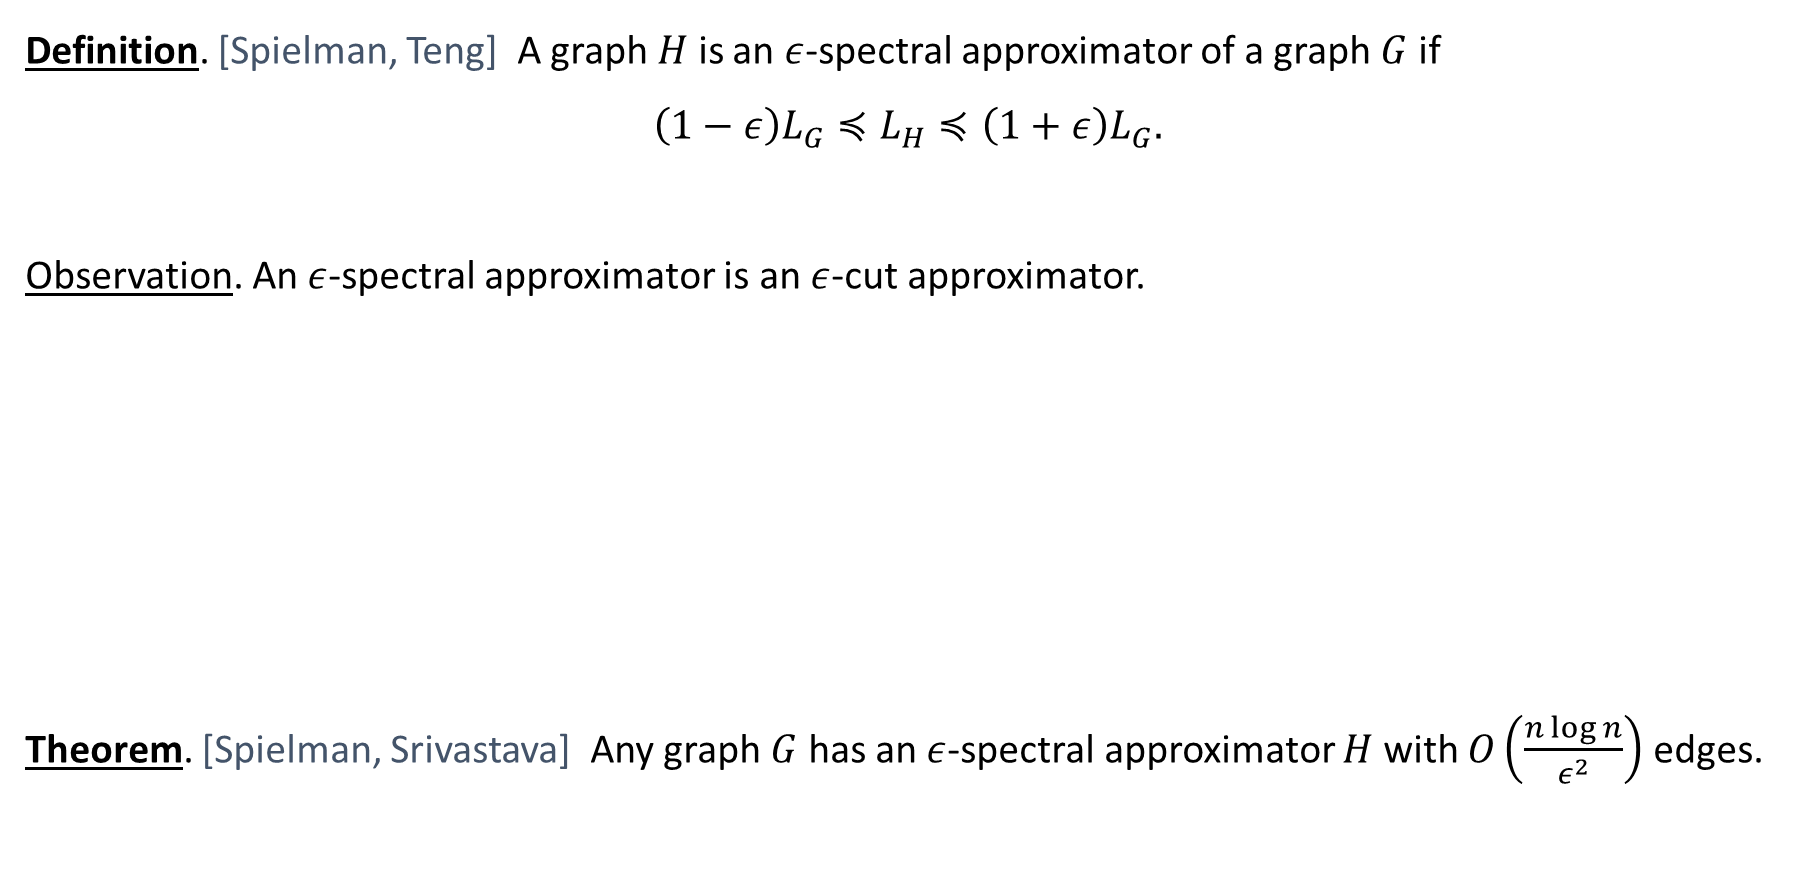 Definition. [Spielman, Teng] A graph 𝐻 is an 𝜖-spectral approximator of a graph 𝐺 if
(1 − 𝜖)𝐿_𝐺 ≼ 𝐿_𝐻 ≼ (1 + 𝜖)𝐿_𝐺.
Observation. An 𝜖-spectral approximator is an 𝜖-cut approximator.
Theorem. [Spielman, Srivastava] Any graph 𝐺 has an 𝜖-spectral approximator 𝐻 with 𝑂(𝑛 log 𝑛 / 𝜖²) edges.